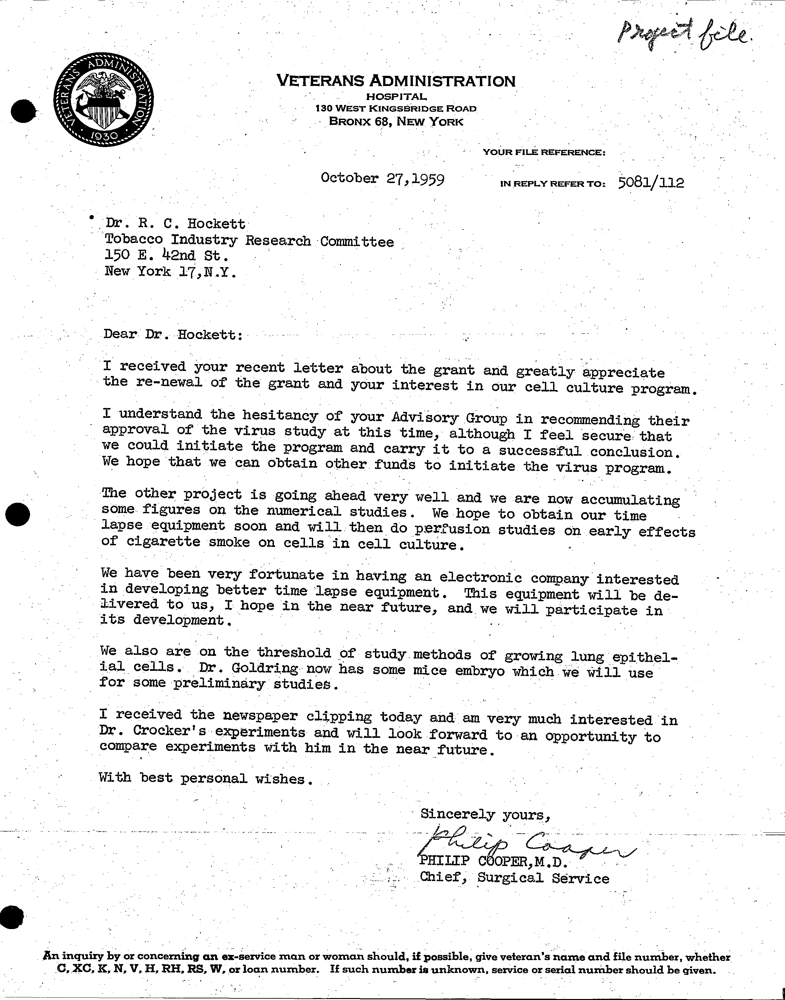 Project file.
VETERANS ADMINISTRATION
1930
VETERANS ADMINISTRATION
HOSPITAL
130 WEST KINGSBRIDGE ROAD
BRONX 68, NEW YORK
YOUR FILE REFERENCE:
October 27,1959
IN REPLY REFER TO: 5081/112
Dr. R. C. Hockett
Tobacco Industry Research Committee
150 E. 42nd St.
New York 17,N.Y.
Dear Dr. Hockett:
I received your recent letter about the grant and greatly appreciate
the re-newal of the grant and your interest in our cell culture program.
I understand the hesitancy of your Advisory Group in recommending their
approval of the virus study at this time, although I feel secure that
we could initiate the program and carry it to a successful conclusion.
We hope that we can obtain other funds to initiate the virus program.
The other project is going ahead very well and we are now accumulating
some figures on the numerical studies. We hope to obtain our time
lapse equipment soon and will then do perfusion studies on early effects
of cigarette smoke on cells in cell culture.
We have been very fortunate in having an electronic company interested
in developing better time lapse equipment. This equipment will be de-
livered to us, I hope in the near future, and we will participate in
its development.
We also are on the threshold of study methods of growing lung epithel-
ial cells. Dr. Goldring now has some mice embryo which we will use
for some preliminary studies.
I received the newspaper clipping today and am very much interested in
Dr. Crocker's experiments and will look forward to an opportunity to
compare experiments with him in the near future.
With best personal wishes.
Sincerely yours,
Philip Cooper
PHILIP COOPER,M.D.
Chief, Surgical Service
An inquiry by or concerning an ex-service man or woman should, if possible, give veteran's name and file number, whether
C, XC, K, N, V, H, RH, RS, W, or loan number. If such number is unknown, service or serial number should be given.